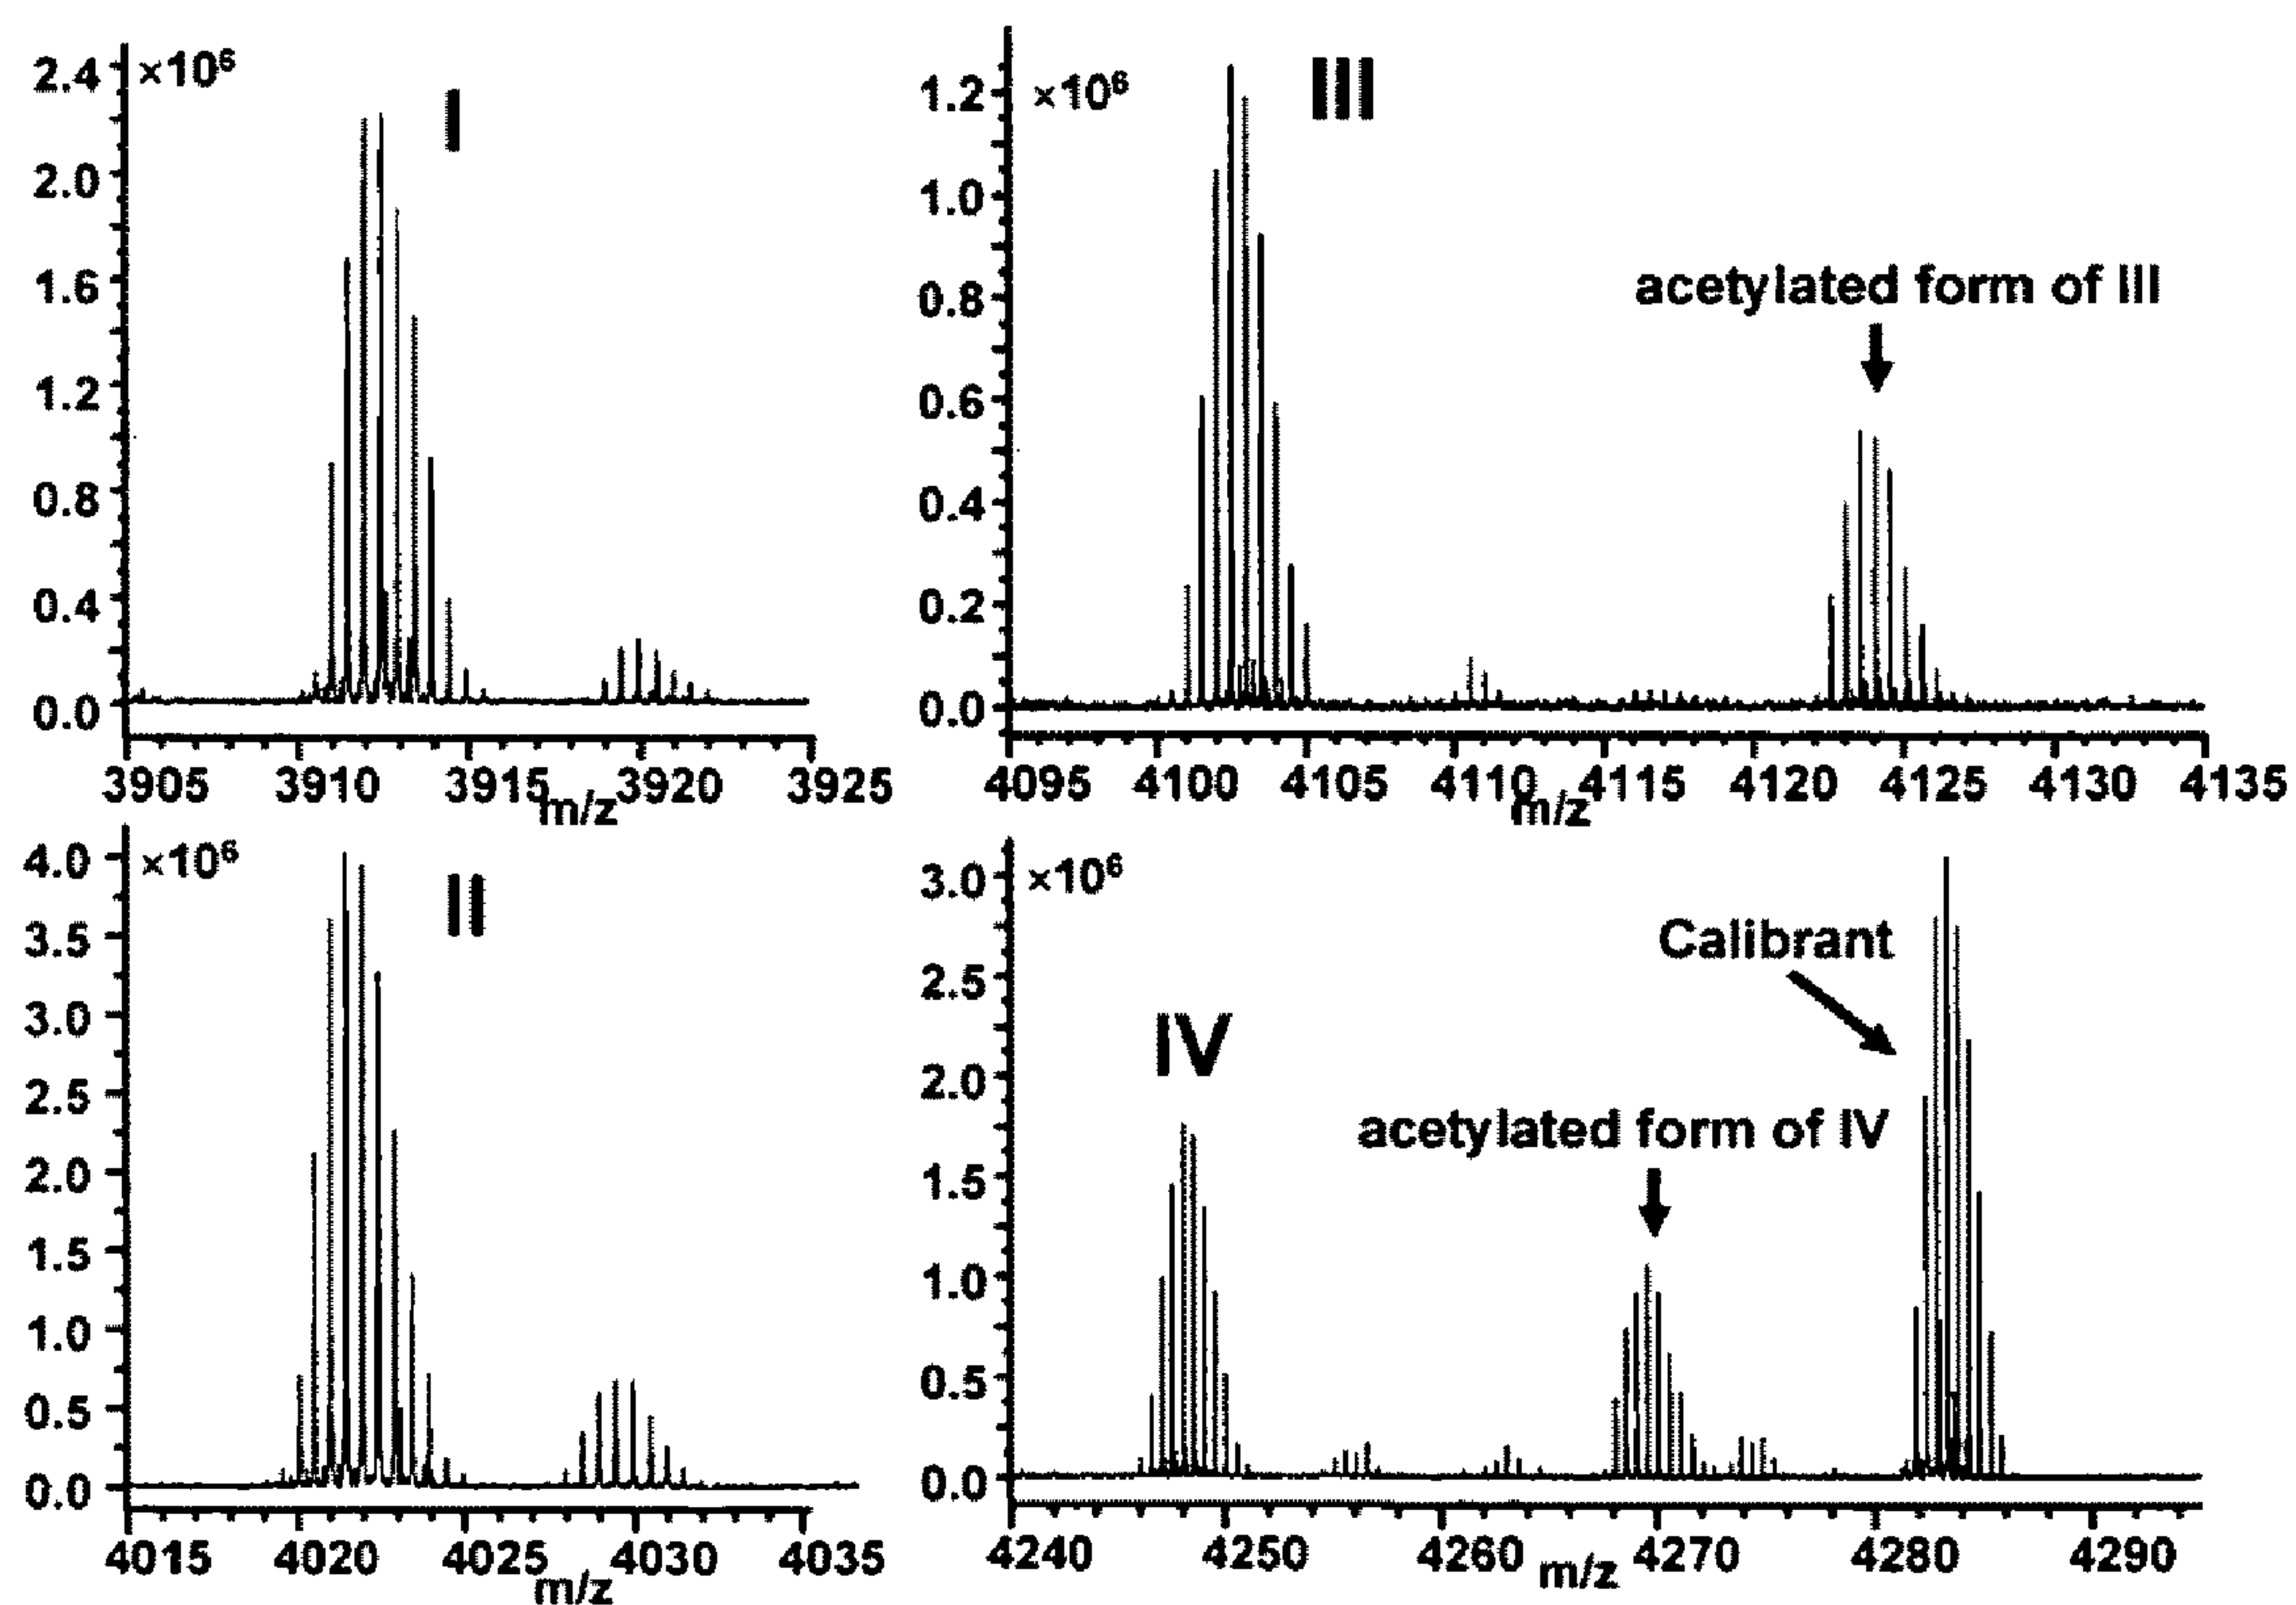 ×10⁶
I
2.4
2.0
1.6
1.2
0.8
0.4
0.0
3905 3910 3915 3920 3925
m/z
×10⁶
III
1.2
1.0
0.8
0.6
0.4
0.2
0.0
acetylated form of III
4095 4100 4105 4110 4115 4120 4125 4130 4135
m/z
×10⁶
II
4.0
3.5
3.0
2.5
2.0
1.5
1.0
0.5
0.0
4015 4020 4025 4030 4035
m/z
×10⁶
3.0
2.5
2.0
1.5
1.0
0.5
0.0
Calibrant
IV
acetylated form of IV
4240 4250 4260 4270 4280 4290
m/z